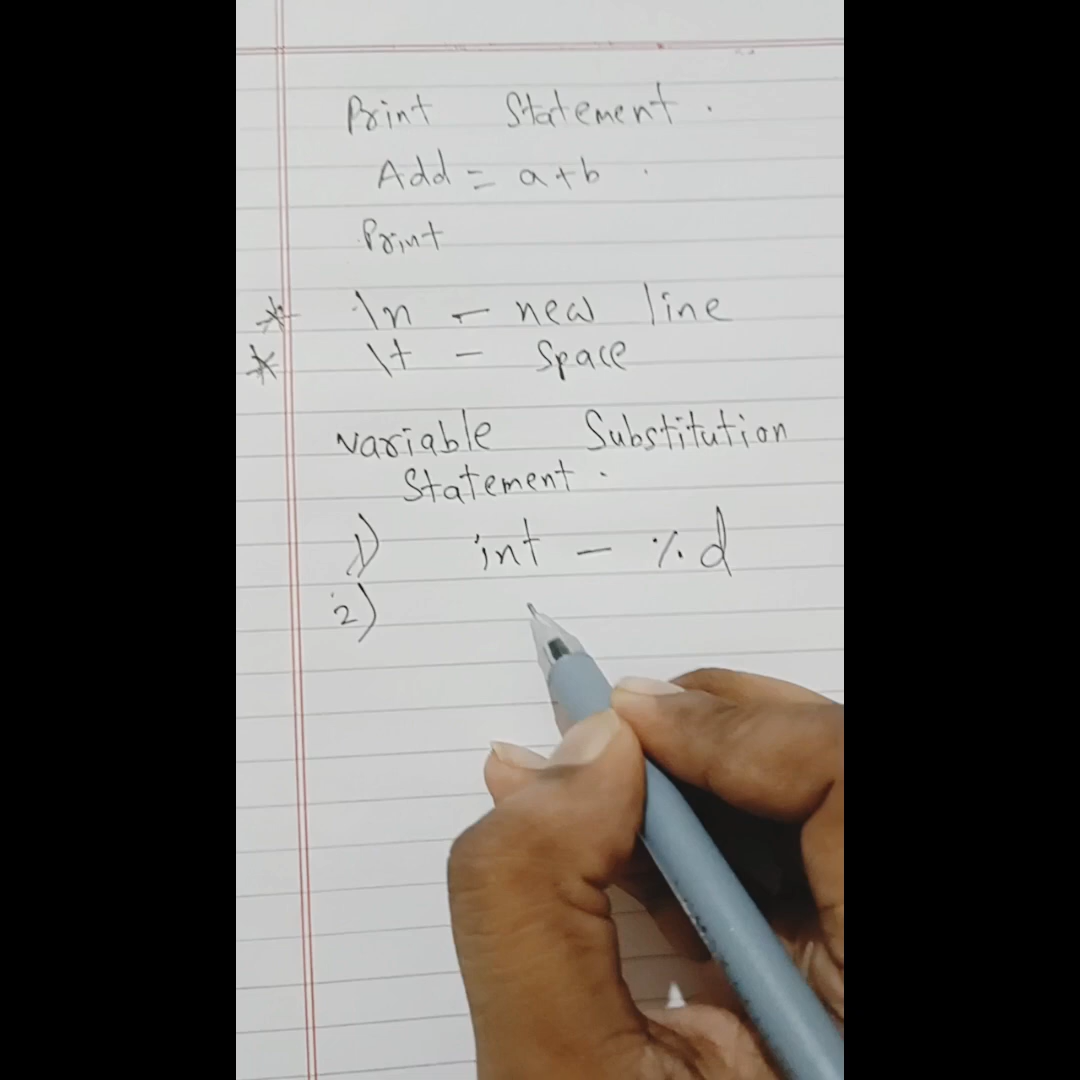 Print Statement .
Add = a+b .
Print
* \n - new line
* \t - Space
variable Substitution
Statement .
1) int - %d
2)